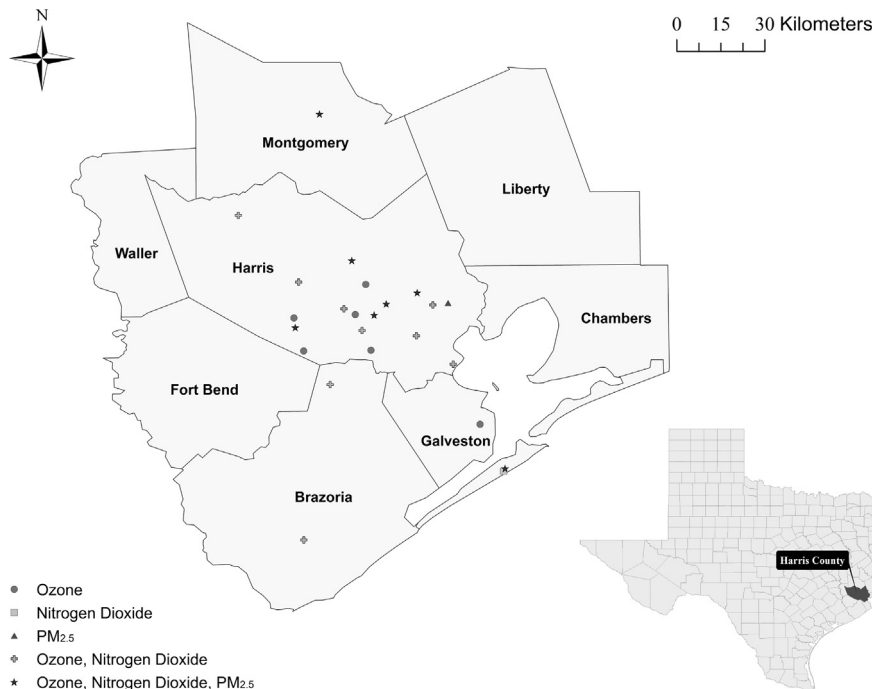 N
0 15 30 Kilometers
Montgomery
Liberty
Waller
Harris
Chambers
Fort Bend
Galveston
Brazoria
Harris County
Ozone
Nitrogen Dioxide
PM2.5
Ozone, Nitrogen Dioxide
Ozone, Nitrogen Dioxide, PM2.5